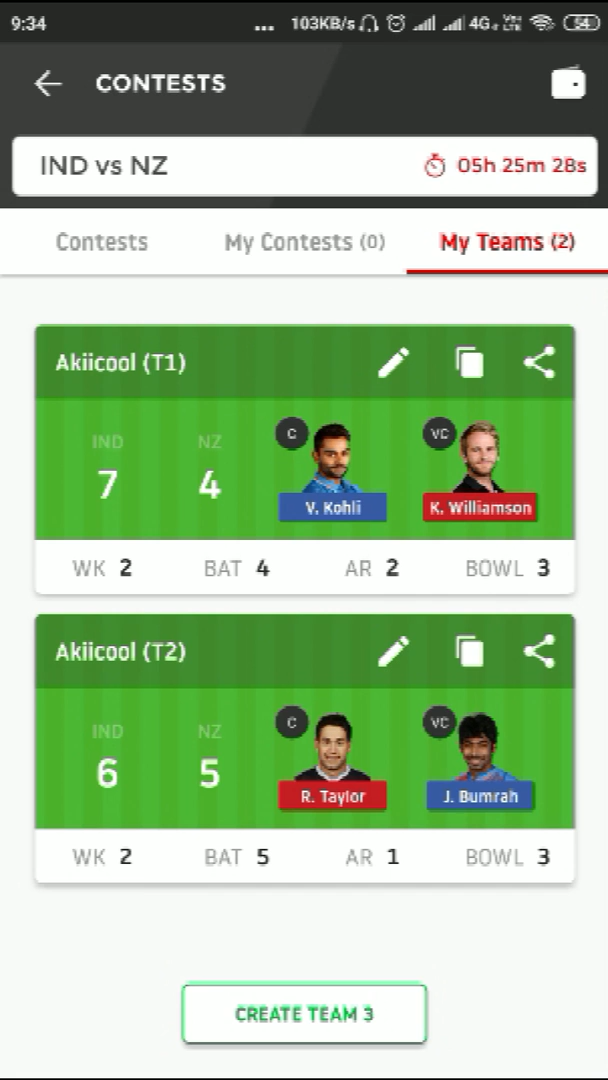 9:34 ... 103KB/s 4G+ VoLTE 54
CONTESTS
IND vs NZ 05h 25m 28s
Contests My Contests (0) My Teams (2)
Akiicool (T1)
IND NZ C VC
7 4
V. Kohli K. Williamson
WK 2 BAT 4 AR 2 BOWL 3
Akiicool (T2)
IND NZ C VC
6 5
R. Taylor J. Bumrah
WK 2 BAT 5 AR 1 BOWL 3
CREATE TEAM 3